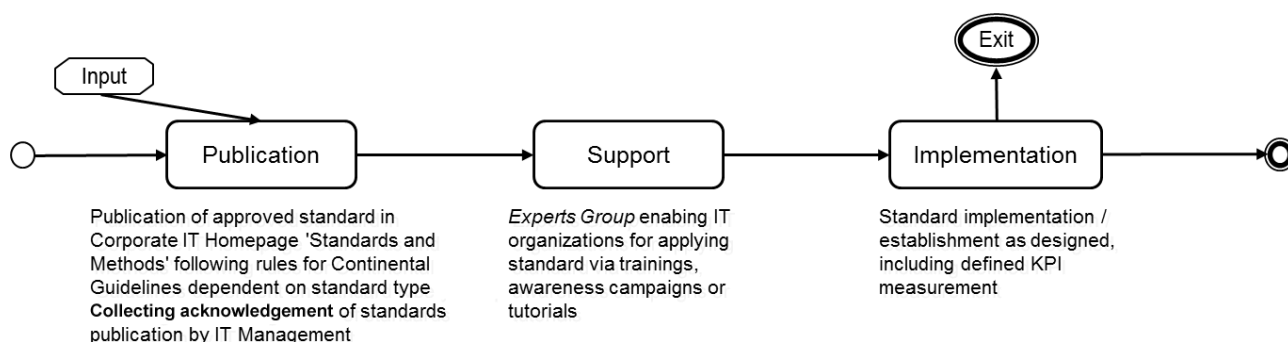 Exit
Input
Publication
Support
Implementation
Publication of approved standard in
Corporate IT Homepage 'Standards and
Methods' following rules for Continental
Guidelines dependent on standard type
Collecting acknowledgement of standards
publication by IT Management
Experts Group enabing IT
organizations for applying
standard via trainings,
awareness campaigns or
tutorials
Standard implementation /
establishment as designed,
including defined KPI
measurement